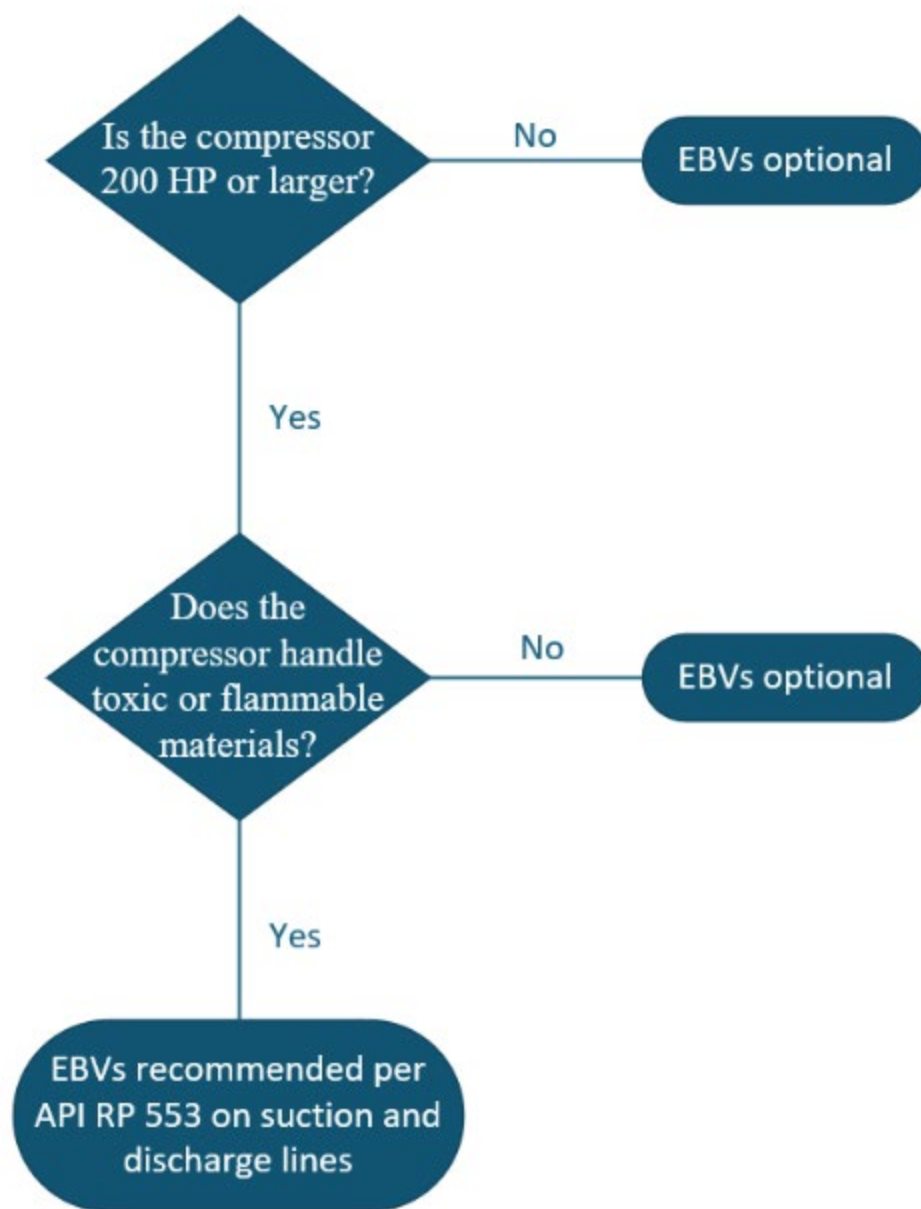 Is the compressor
200 HP or larger?
No
EBVs optional
Yes
Does the
compressor handle
toxic or flammable
materials?
No
EBVs optional
Yes
EBVs recommended per
API RP 553 on suction and
discharge lines